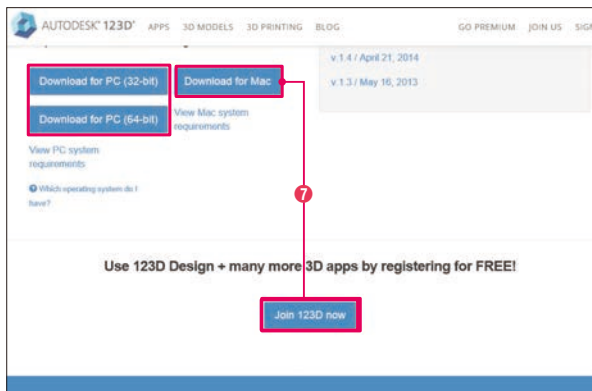 AUTODESK® 123D® APPS 3D MODELS 3D PRINTING BLOG GO PREMIUM JOIN US SIG
v.1.4 / April 21, 2014
v.1.3 / May 16, 2013
Download for PC (32-bit)
Download for Mac
Download for PC (64-bit)
View Mac system
requirements
View PC system
requirements
Which operating system do I
have?
7
Use 123D Design + many more 3D apps by registering for FREE!
Join 123D now